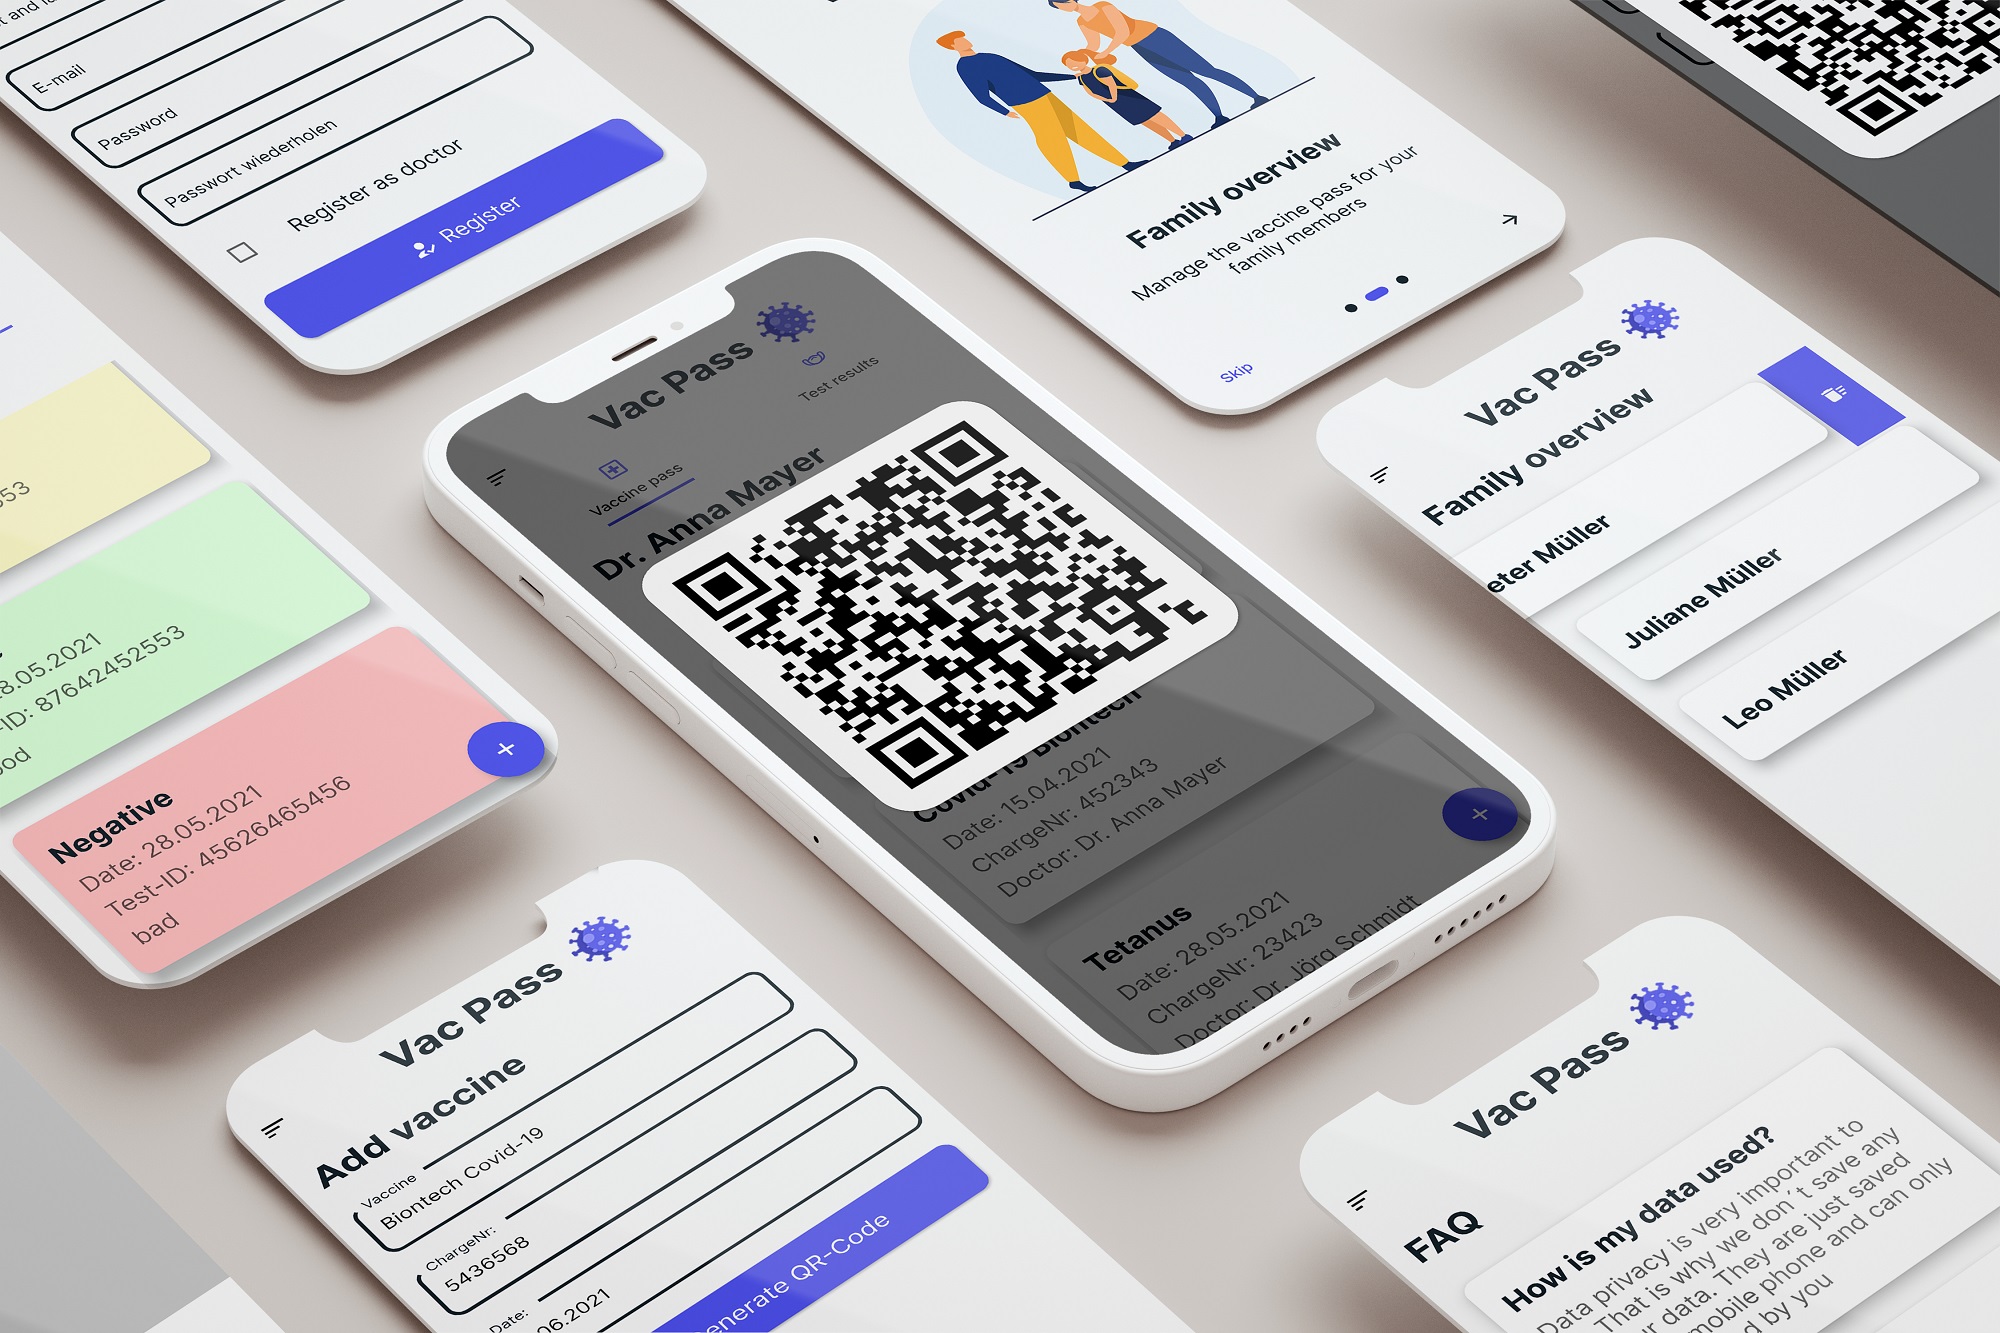 E-mail
Password
Passwort wiederholen
Register as doctor
Register
Family overview
Manage the vaccine pass for your
family members
Skip
Vac Pass
Vaccine pass
Test results
Dr. Anna Mayer
Covid-19 Biontech
Date: 15.04.2021
ChargeNr: 452343
Doctor: Dr. Anna Mayer
Tetanus
Date: 28.05.2021
ChargeNr: 23423
Doctor: Dr. Jörg Schmidt
Vac Pass
Family overview
eter Müller
Juliane Müller
Leo Müller
553
8.05.2021
-ID: 876424452553
ood
Negative
Date: 28.05.2021
Test-ID: 45626465456
bad
Vac Pass
Add vaccine
Vaccine
Biontech Covid-19
ChargeNr:
5436568
Date:
06.2021
enerate QR-Code
Vac Pass
FAQ
How is my data used?
Data privacy is very important to
That is why we don´t save any
ur data. They are just saved
mobile phone and can only
d by you